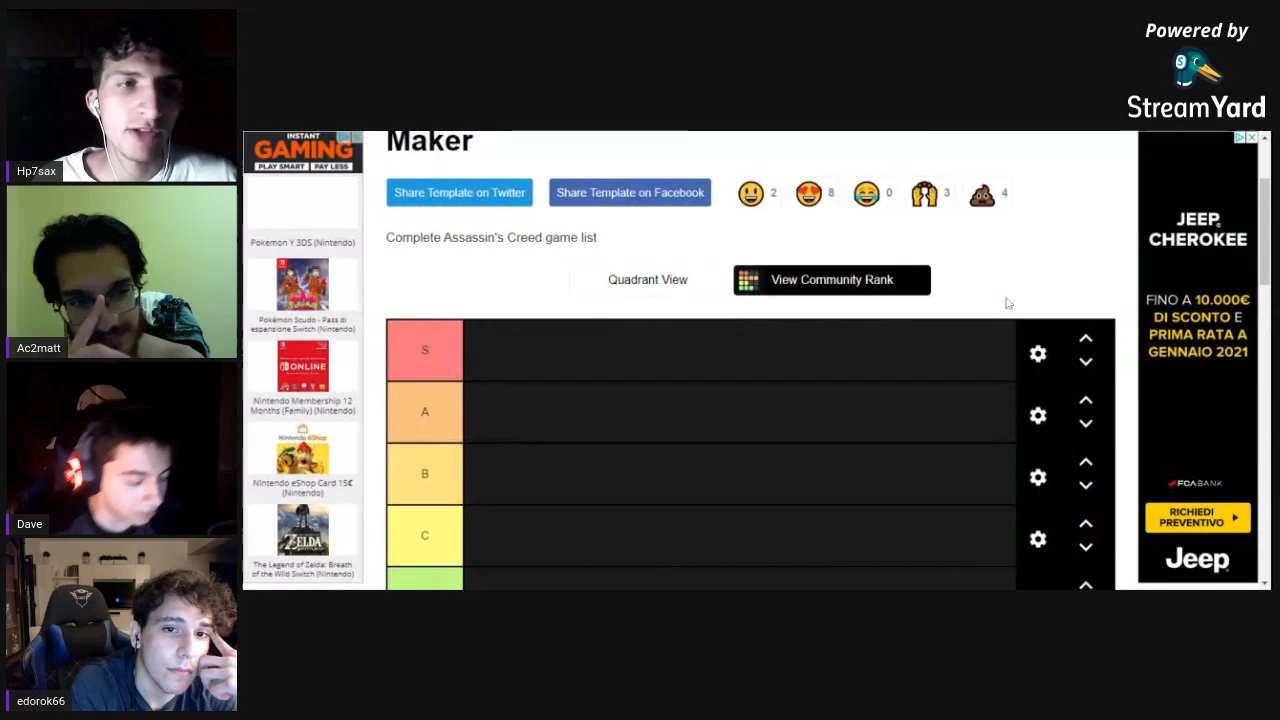 Powered by
StreamYard
Hp7sax
Ac2matt
Dave
edorok66
INSTANT
GAMING
PLAY SMART | PAY LESS
Pokemon Y 3DS (Nintendo)
Pokémon Scudo - Pass di
espansione Switch (Nintendo)
ONLINE
Nintendo Membership 12
Months (Family) (Nintendo)
Nintendo eShop
Nintendo eShop Card 15€
(Nintendo)
ZELDA
The Legend of Zelda: Breath
of the Wild Switch (Nintendo)
Maker
Share Template on Twitter
Share Template on Facebook
2
8
0
3
4
Complete Assassin's Creed game list
Quadrant View
View Community Rank
S
A
B
C
JEEP®
CHEROKEE
FINO A 10.000€
DI SCONTO E
PRIMA RATA A
GENNAIO 2021
FCA BANK
RICHIEDI
PREVENTIVO
Jeep